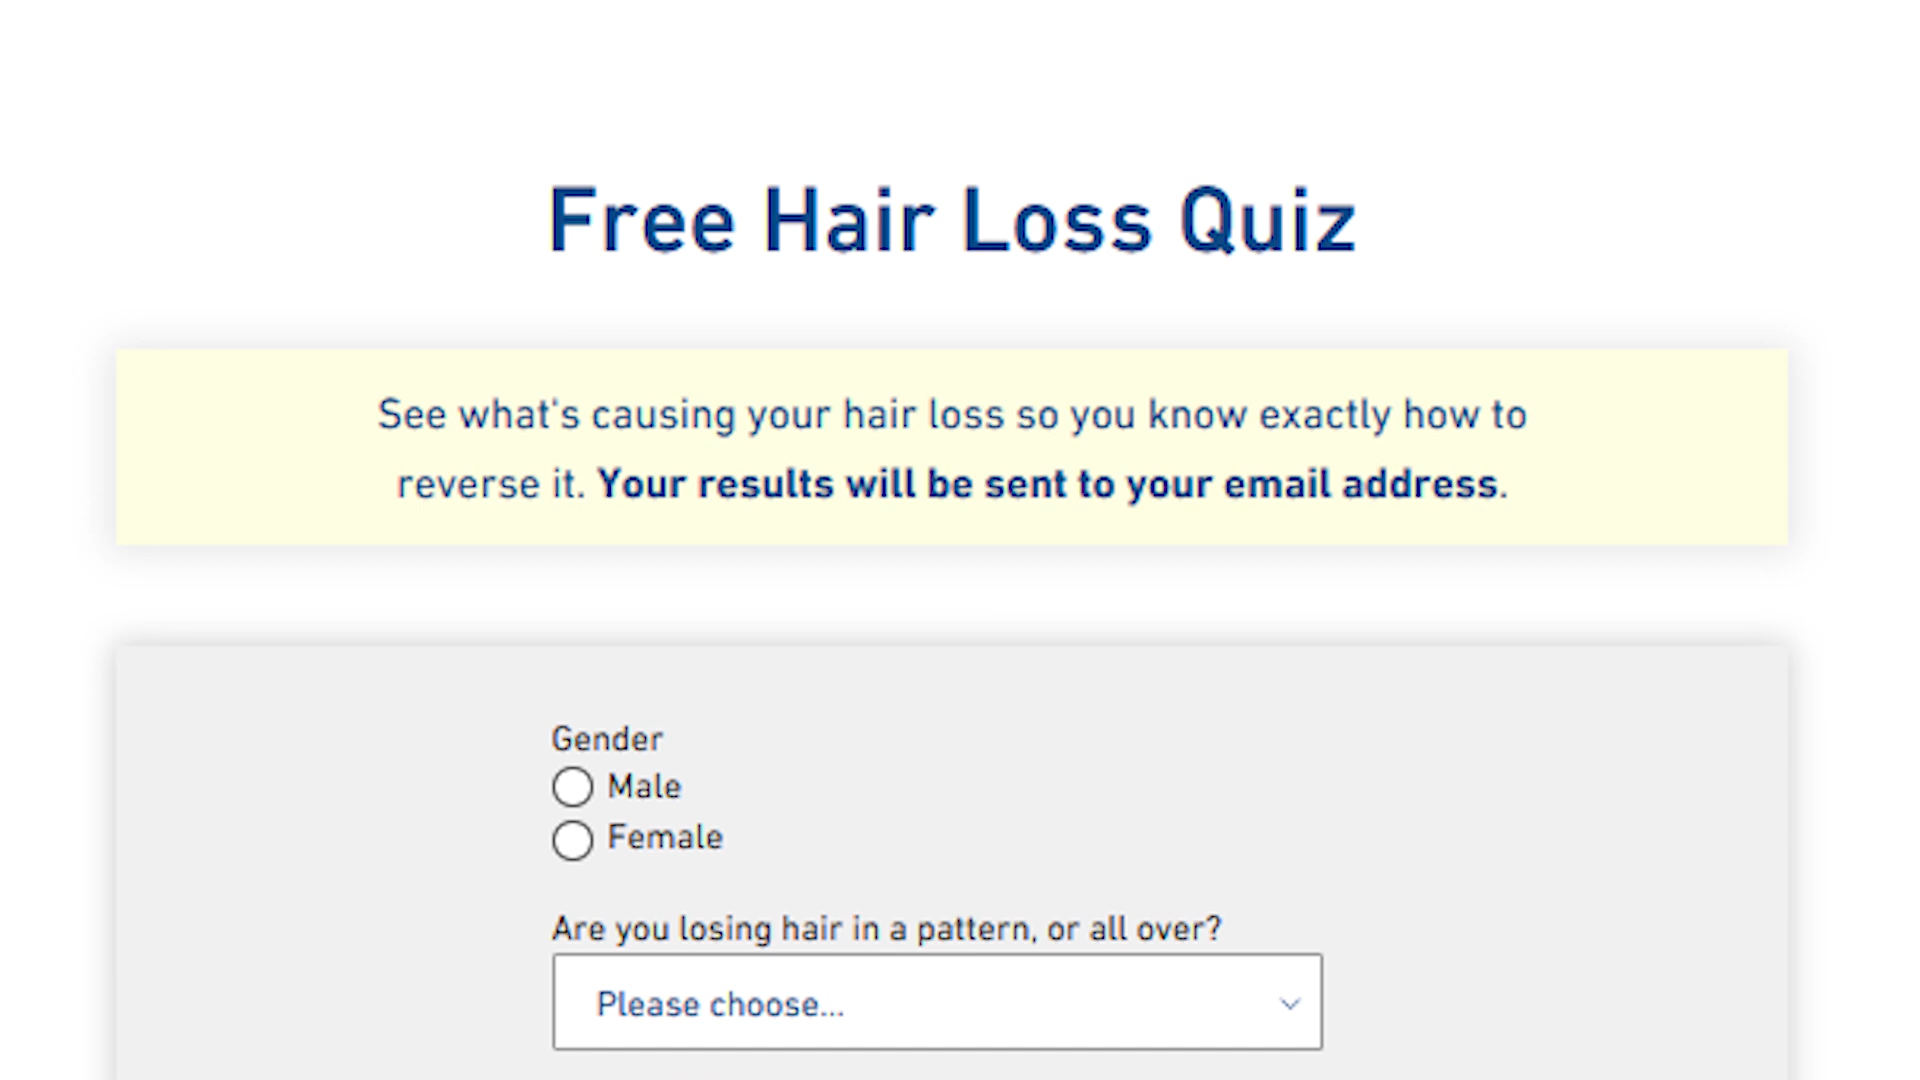 Free Hair Loss Quiz
See what's causing your hair loss so you know exactly how to
reverse it. Your results will be sent to your email address.
Gender
Male
Female
Are you losing hair in a pattern, or all over?
Please choose...